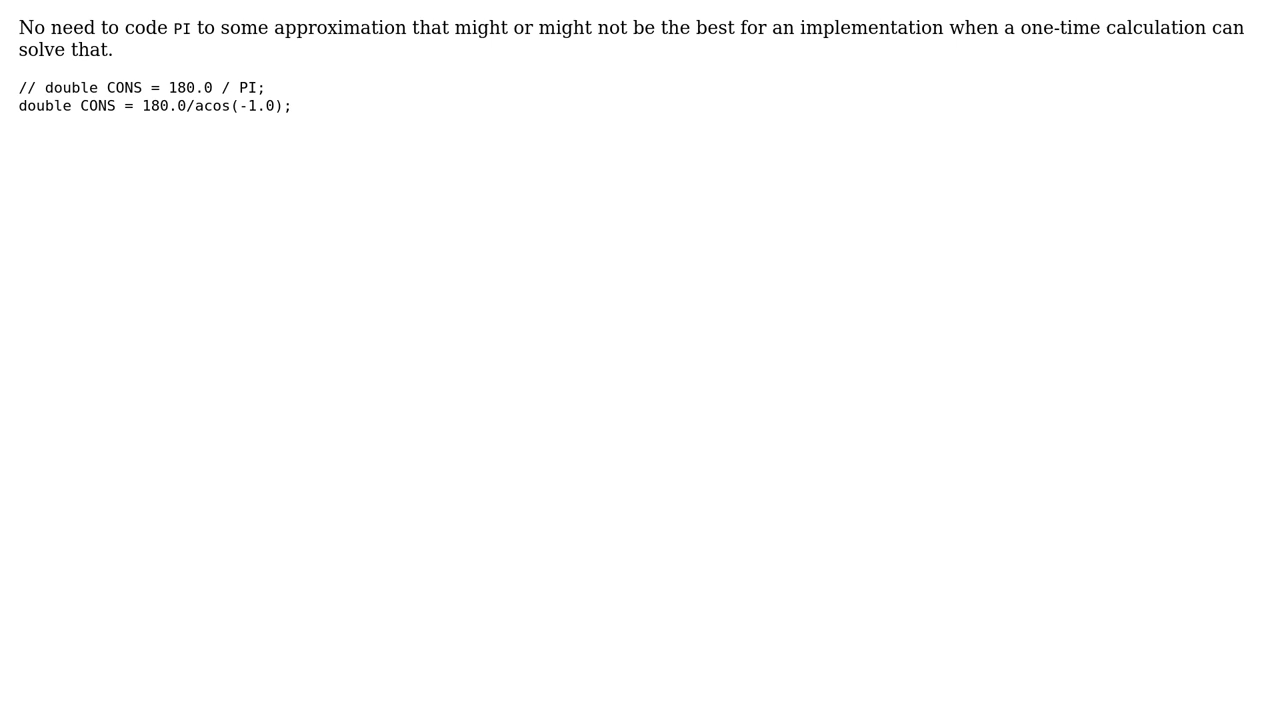 No need to code PI to some approximation that might or might not be the best for an implementation when a one-time calculation can
solve that.
// double CONS = 180.0 / PI;
double CONS = 180.0/acos(-1.0);